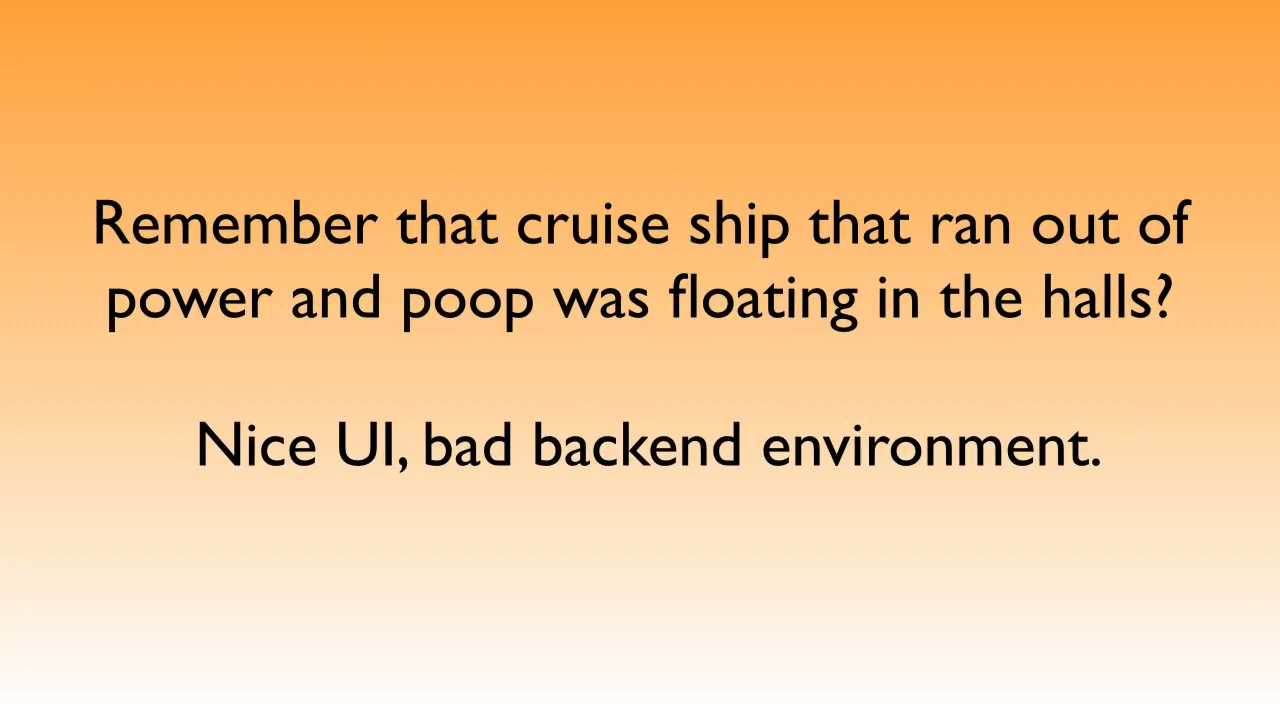 Remember that cruise ship that ran out of
power and poop was floating in the halls?
Nice UI, bad backend environment.